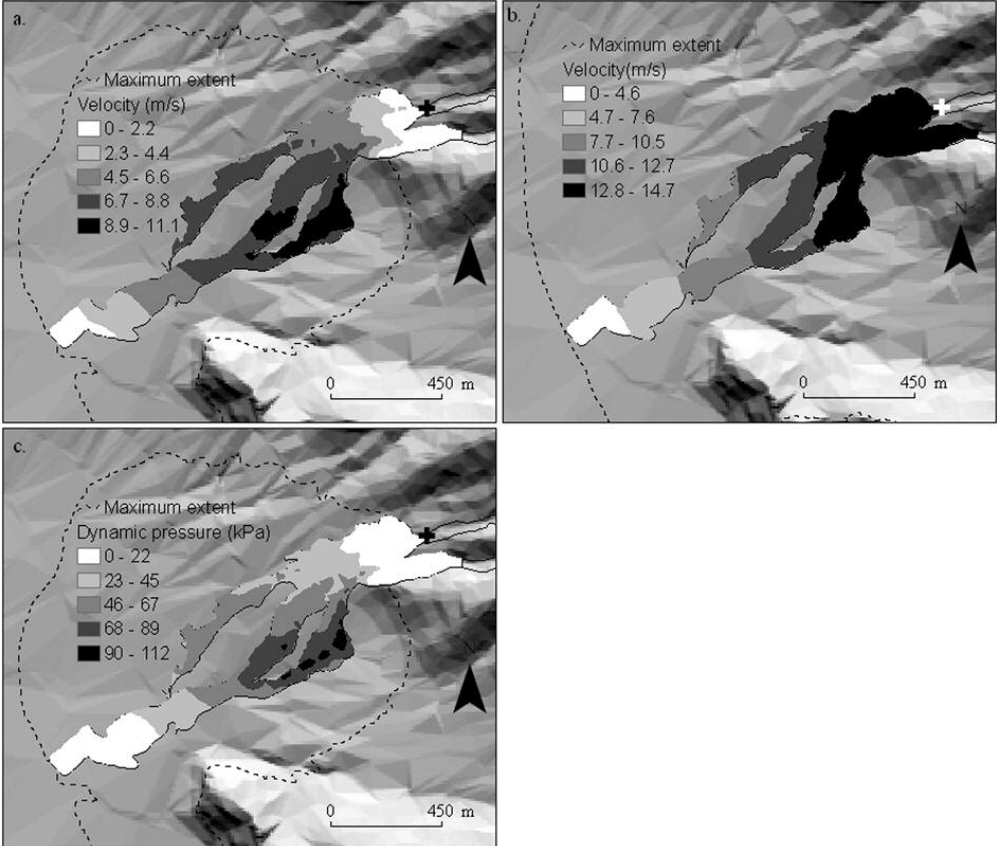 a.
Maximum extent
Velocity (m/s)
0 - 2.2
2.3 - 4.4
4.5 - 6.6
6.7 - 8.8
8.9 - 11.1
N
0 450 m
b.
Maximum extent
Velocity(m/s)
0 - 4.6
4.7 - 7.6
7.7 - 10.5
10.6 - 12.7
12.8 - 14.7
N
0 450 m
c.
Maximum extent
Dynamic pressure (kPa)
0 - 22
23 - 45
46 - 67
68 - 89
90 - 112
N
0 450 m